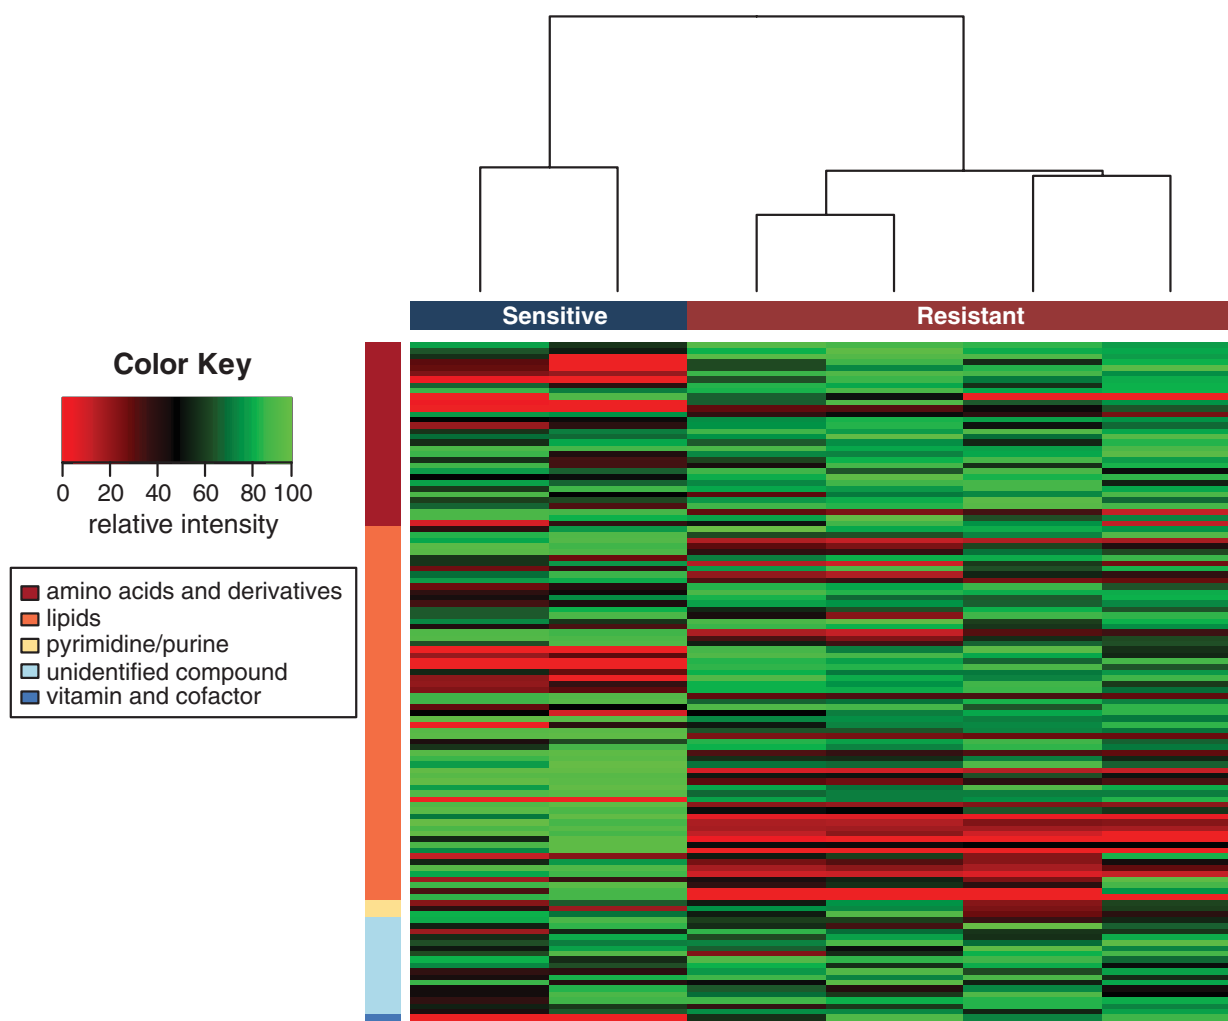 Sensitive
Resistant
Color Key
0 20 40 60 80 100
relative intensity
amino acids and derivatives
lipids
pyrimidine/purine
unidentified compound
vitamin and cofactor